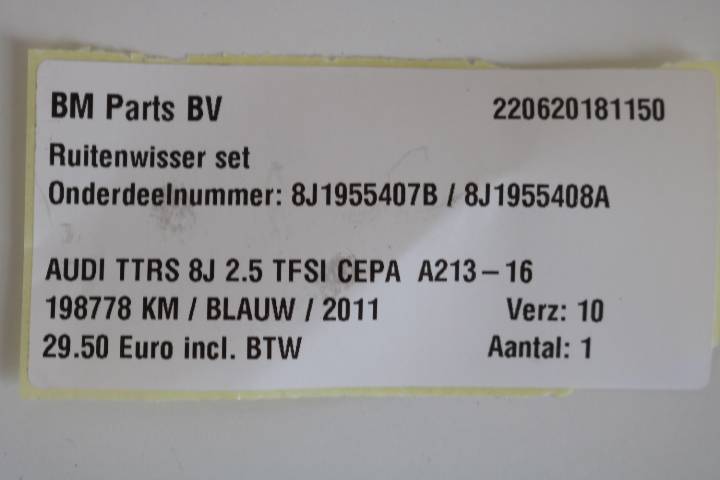 BM Parts BV 220620181150
Ruitenwisser set
Onderdeelnummer: 8J1955407B / 8J1955408A
AUDI TTRS 8J 2.5 TFSI CEPA A213-16
198778 KM / BLAUW / 2011 Verz: 10
29.50 Euro incl. BTW Aantal: 1